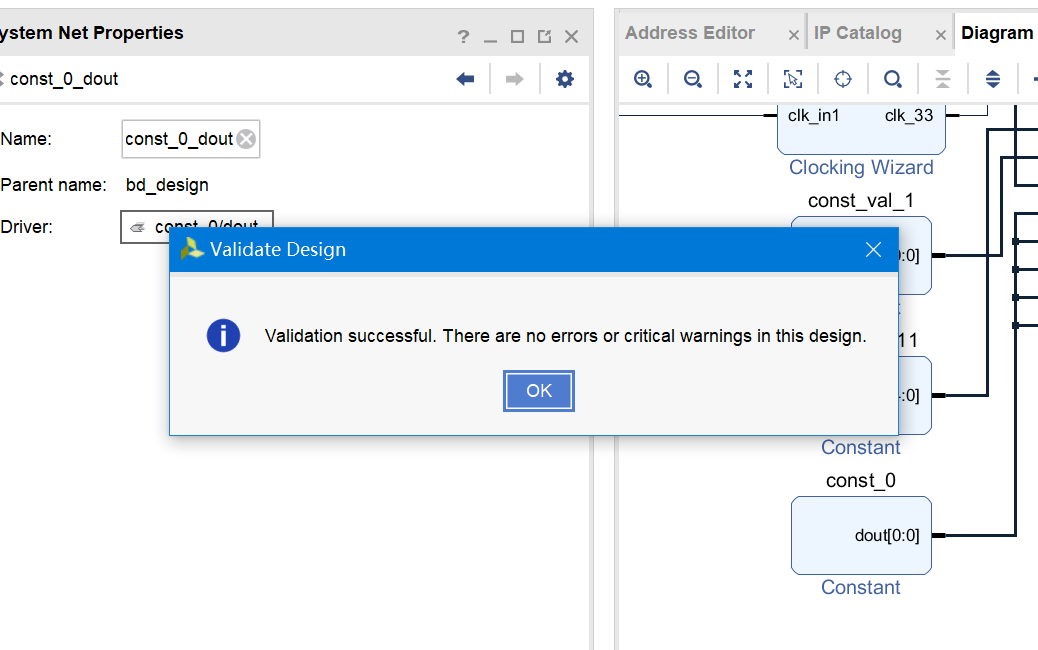 ystem Net Properties
?
const_0_dout
Name:
const_0_dout
Parent name:
bd_design
Driver:
const_0/dout
Address Editor
IP Catalog
Diagram
clk_in1
clk_33
Clocking Wizard
const_val_1
:0]
11
:0]
Constant
const_0
dout[0:0]
Constant
Validate Design
Validation successful. There are no errors or critical warnings in this design.
OK